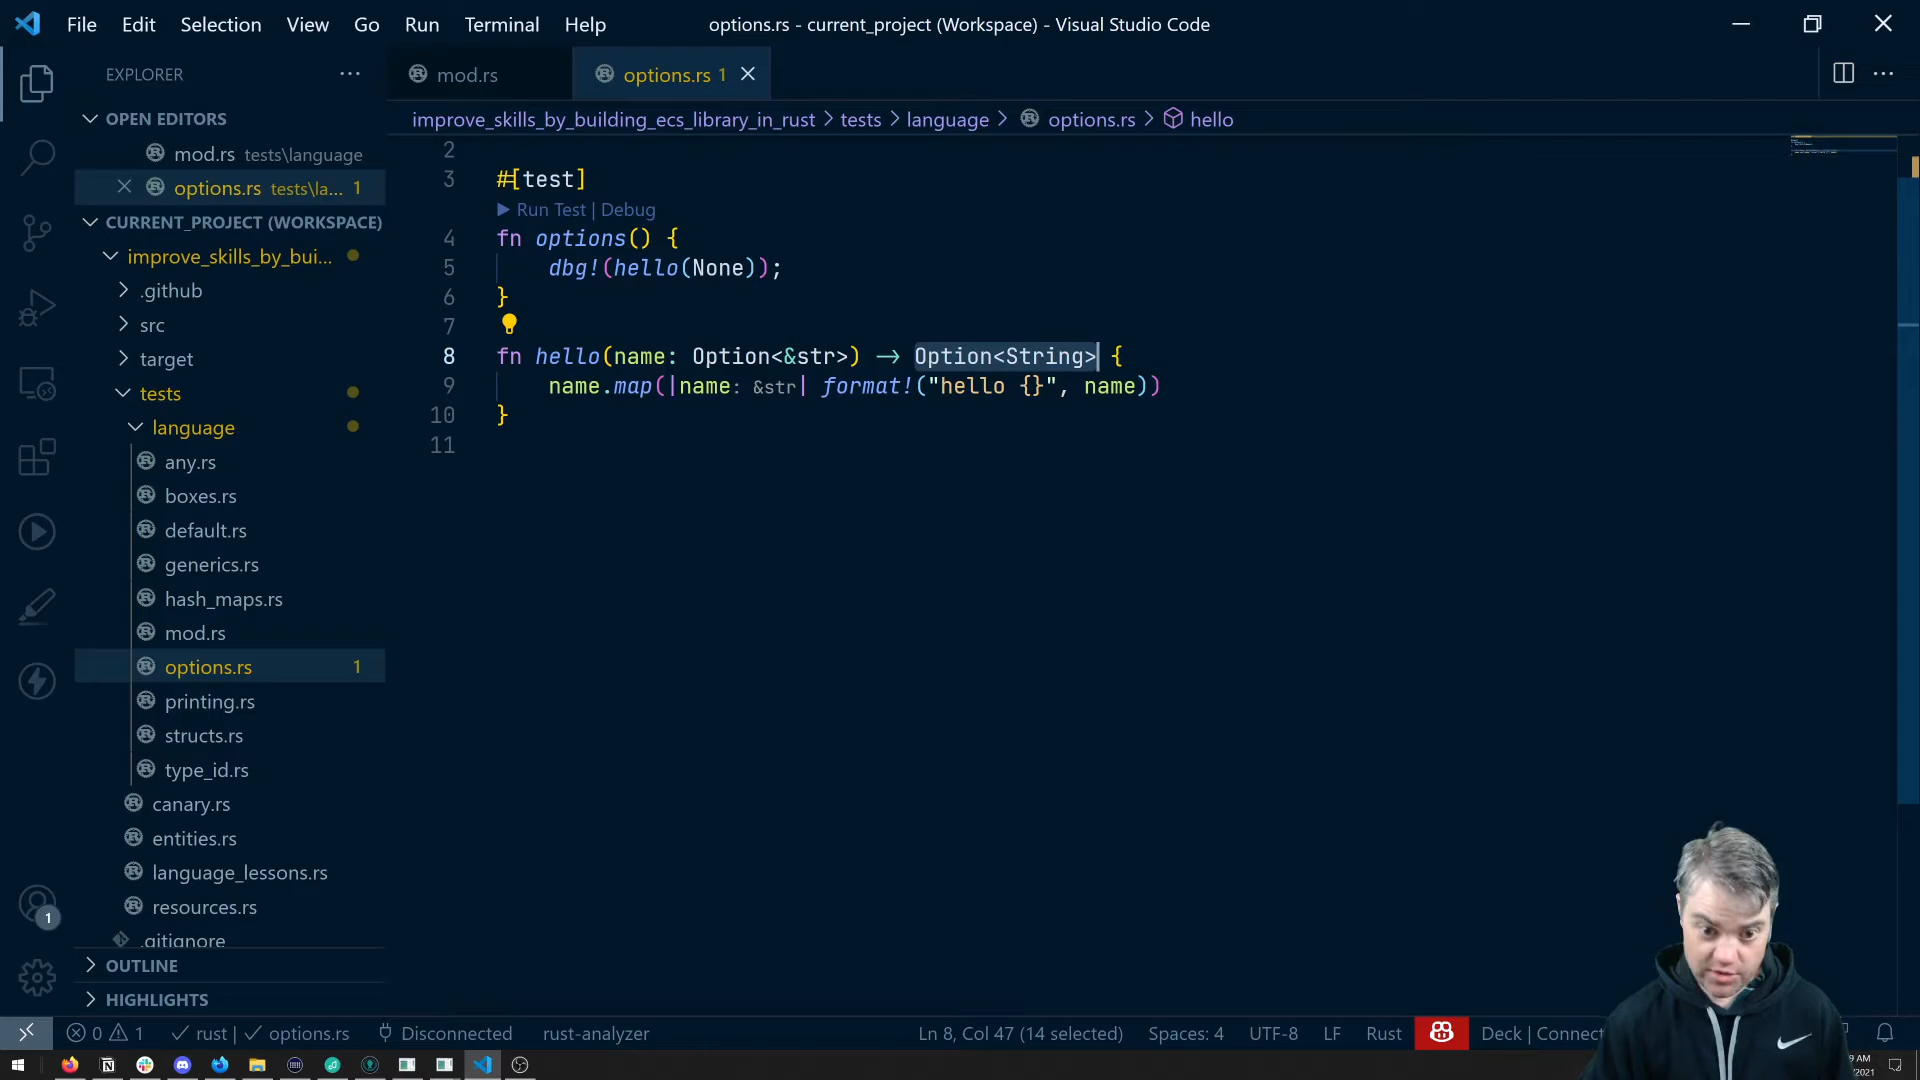 File Edit Selection View Go Run Terminal Help options.rs - current_project (Workspace) - Visual Studio Code
EXPLORER ...
mod.rs options.rs 1
OPEN EDITORS
improve_skills_by_building_ecs_library_in_rust > tests > language > options.rs > hello
mod.rs tests\language
options.rs tests\la... 1
CURRENT_PROJECT (WORKSPACE)
improve_skills_by_bui...
.github
src
target
tests
language
any.rs
boxes.rs
default.rs
generics.rs
hash_maps.rs
mod.rs
options.rs 1
printing.rs
structs.rs
type_id.rs
canary.rs
entities.rs
language_lessons.rs
resources.rs
.gitignore
OUTLINE
HIGHLIGHTS
2
3 #[test]
Run Test | Debug
4 fn options() {
5 dbg!(hello(None));
6 }
7
8 fn hello(name: Option<&str>) -> Option<String> {
9 name.map(|name: &str| format!("hello {}", name))
10 }
11
1
0 1 rust | options.rs Disconnected rust-analyzer Ln 8, Col 47 (14 selected) Spaces: 4 UTF-8 LF Rust Deck | Connect
9 AM
/2021